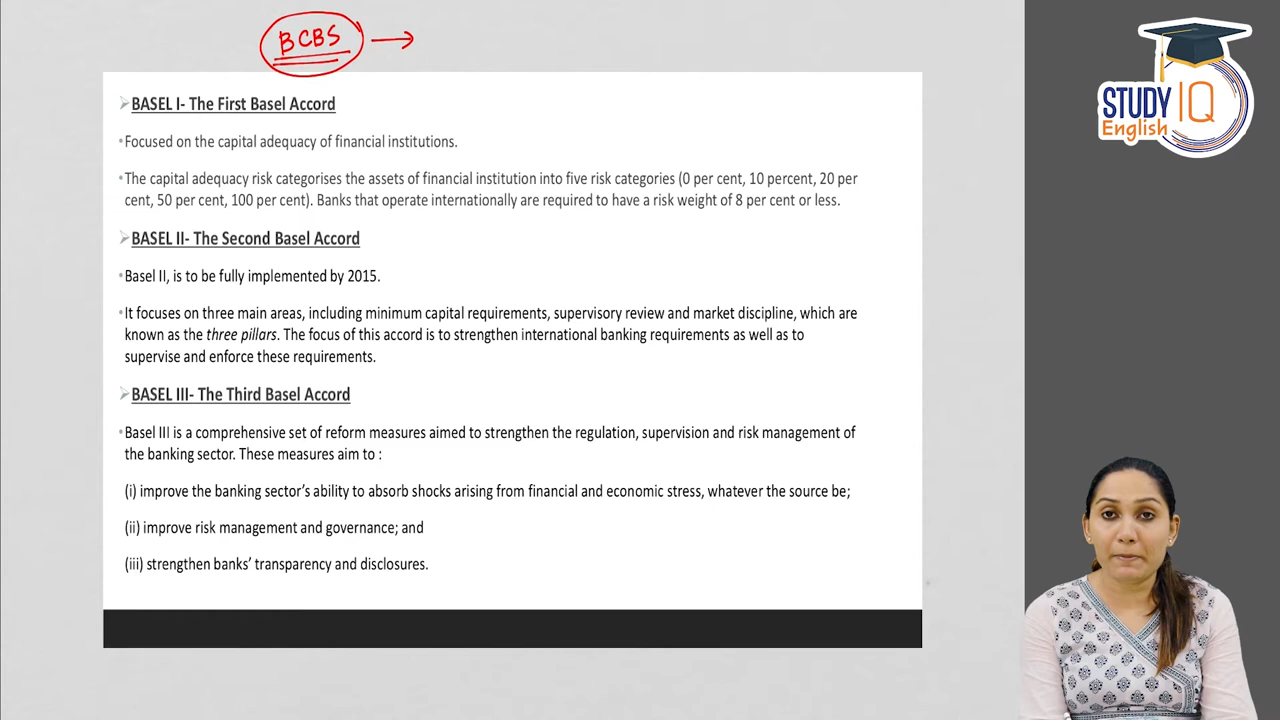 BCBS
BASEL I- The First Basel Accord
Focused on the capital adequacy of financial institutions.
The capital adequacy risk categorises the assets of financial institution into five risk categories (0 per cent, 10 percent, 20 per
cent, 50 per cent, 100 per cent). Banks that operate internationally are required to have a risk weight of 8 per cent or less.
BASEL II- The Second Basel Accord
Basel II, is to be fully implemented by 2015.
It focuses on three main areas, including minimum capital requirements, supervisory review and market discipline, which are
known as the three pillars. The focus of this accord is to strengthen international banking requirements as well as to
supervise and enforce these requirements.
BASEL III- The Third Basel Accord
Basel III is a comprehensive set of reform measures aimed to strengthen the regulation, supervision and risk management of
the banking sector. These measures aim to :
(i) improve the banking sector’s ability to absorb shocks arising from financial and economic stress, whatever the source be;
(ii) improve risk management and governance; and
(iii) strengthen banks’ transparency and disclosures.
STUDY IQ
English